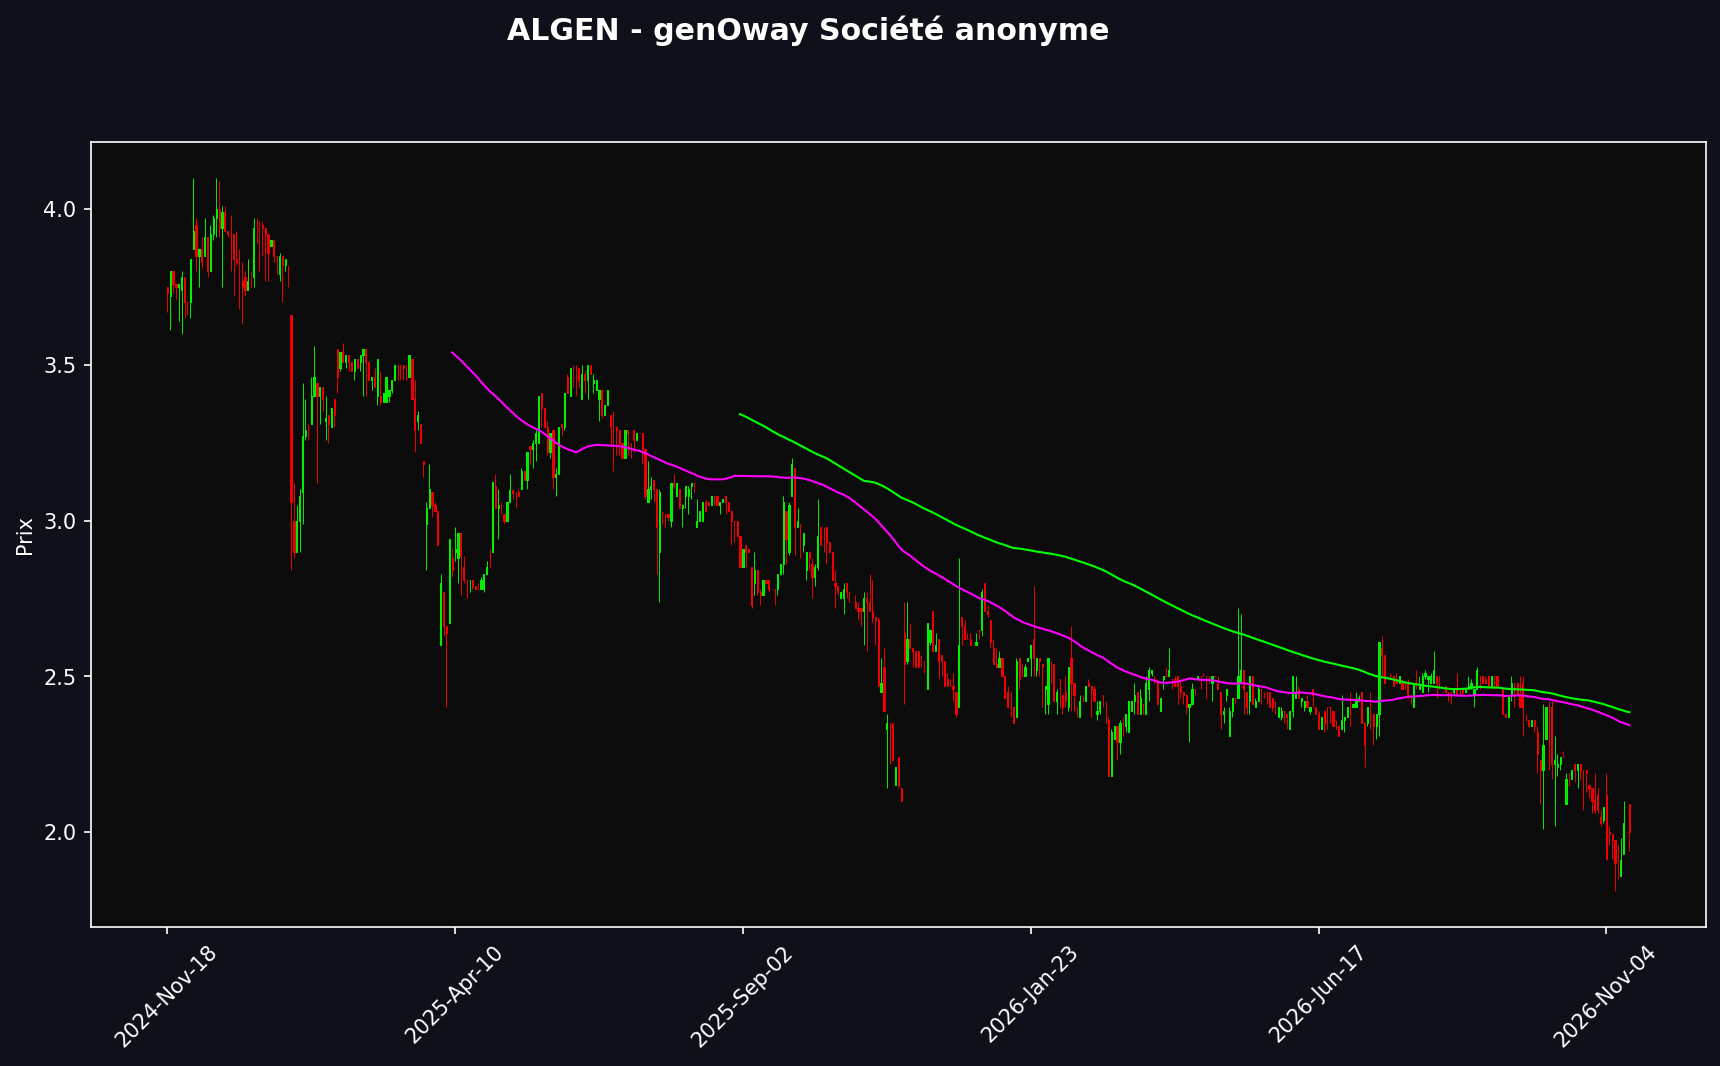 ALGEN - genOway Société anonyme
Prix
4.0
3.5
3.0
2.5
2.0
2024-Nov-18
2025-Apr-10
2025-Sep-02
2026-Jan-23
2026-Jun-17
2026-Nov-04